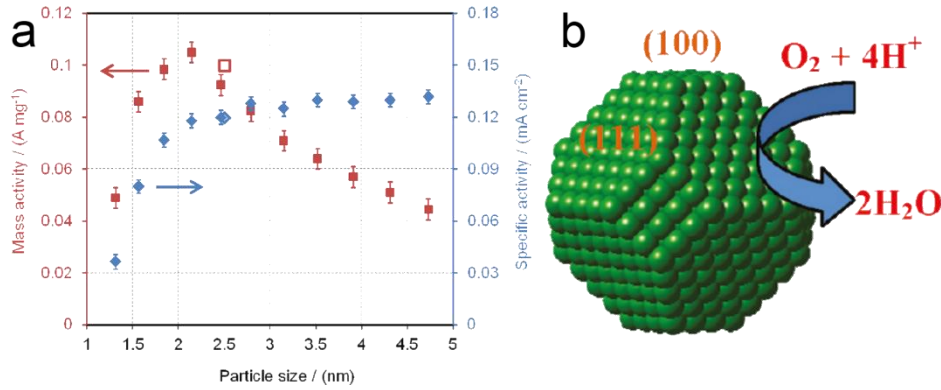 a
Mass activity / (A mg⁻¹)
0.12
0.1
0.08
0.06
0.04
0.02
0
0.18
0.15
0.12
0.09
0.06
0.03
0
Specific activity / (mA cm⁻²)
1 1.5 2 2.5 3 3.5 4 4.5 5
Particle size / (nm)
b
(100)
(111)
O₂ + 4H⁺
2H₂O